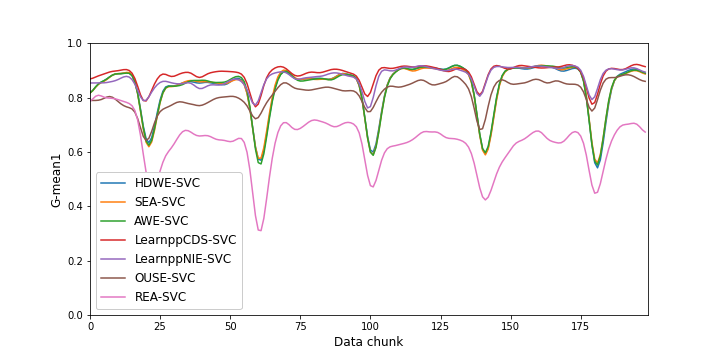 1.0
0.8
0.6
0.4
0.2
0.0
G-mean1
HDWE-SVC
SEA-SVC
AWE-SVC
LearnppCDS-SVC
LearnppNIE-SVC
OUSE-SVC
REA-SVC
0 25 50 75 100 125 150 175
Data chunk